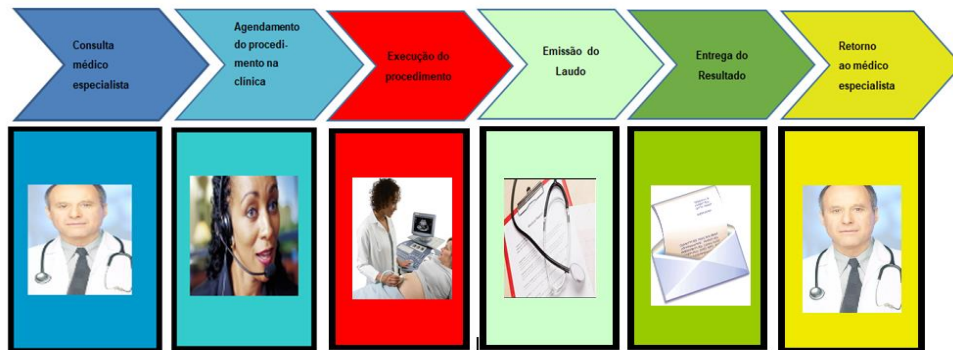 Consulta
médico
especialista
Agendamento
do procedi-
mento na
clínica
Execução do
procedimento
Emissão do
Laudo
Entrega do
Resultado
Retorno
ao médico
especialista